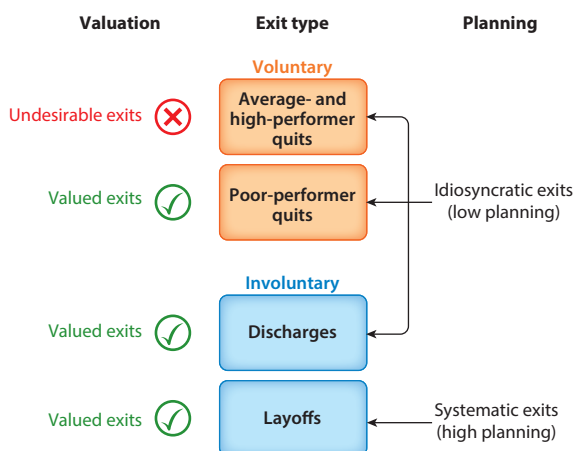 Valuation
Exit type
Planning
Voluntary
Undesirable exits
Average- and
high-performer
quits
Valued exits
Poor-performer
quits
Idiosyncratic exits
(low planning)
Involuntary
Valued exits
Discharges
Valued exits
Layoffs
Systematic exits
(high planning)